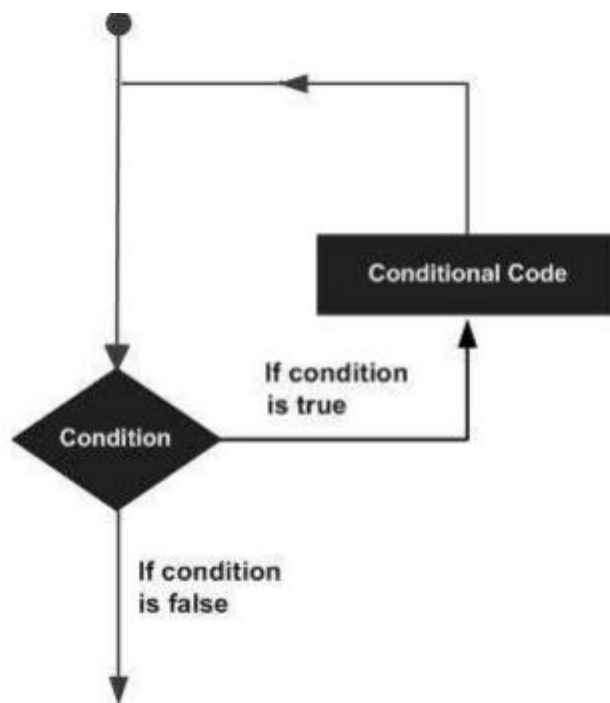 Conditional Code
If condition
is true
Condition
If condition
is false